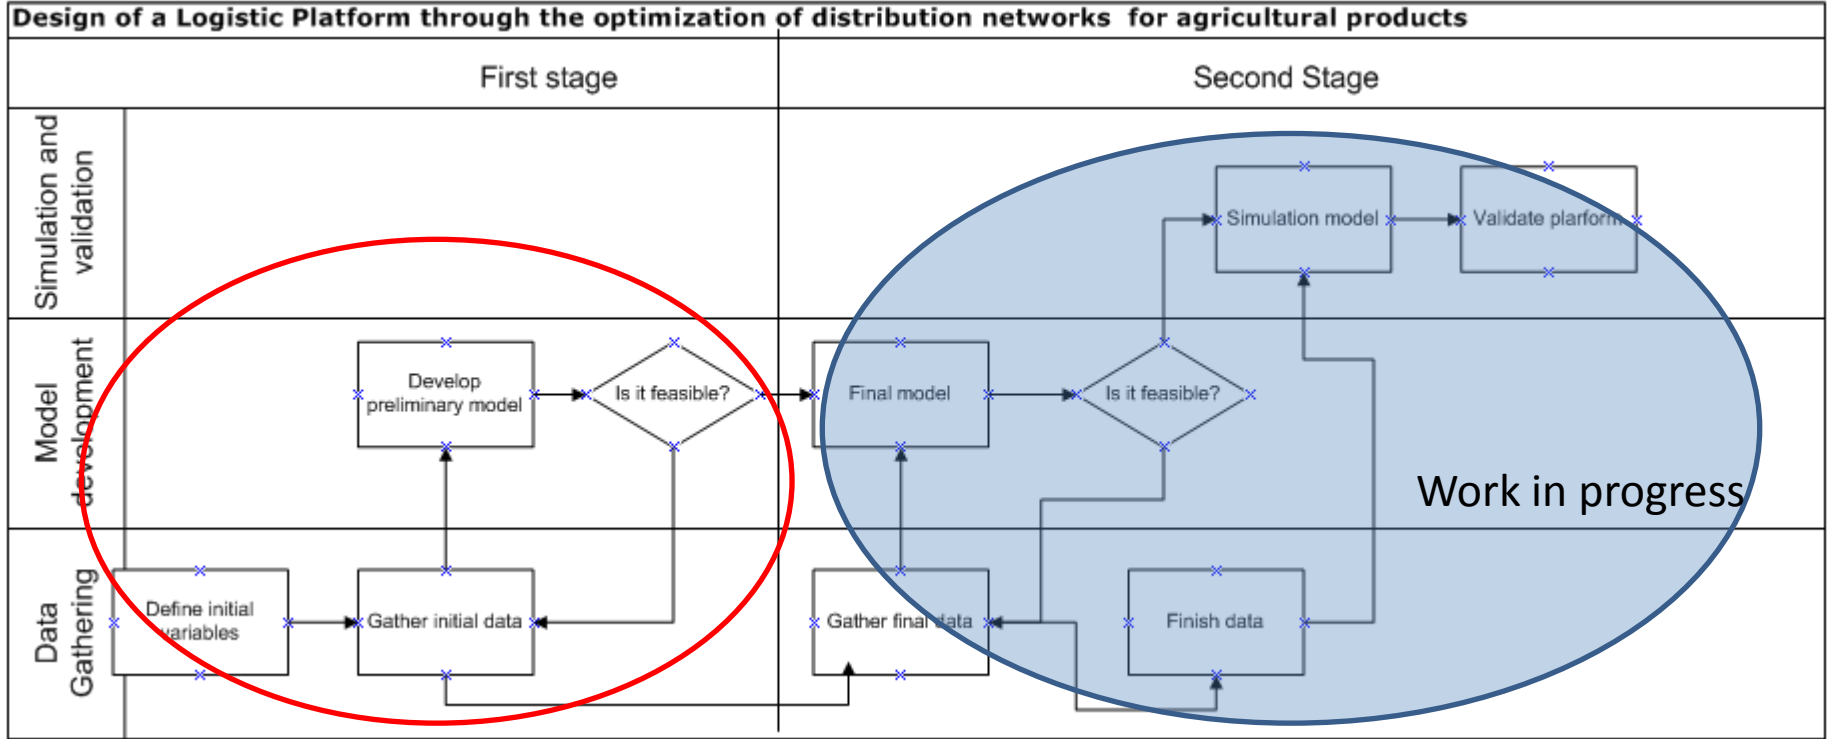 Design of a Logistic Platform through the optimization of distribution networks for agricultural products
First stage
Second Stage
Simulation and
validation
Simulation model
Validate plarform
Model
development
Develop
preliminary model
Is it feasible?
Final model
Is it feasible?
Work in progress
Data
Gathering
Define initial
variables
Gather initial data
Gather final data
Finish data